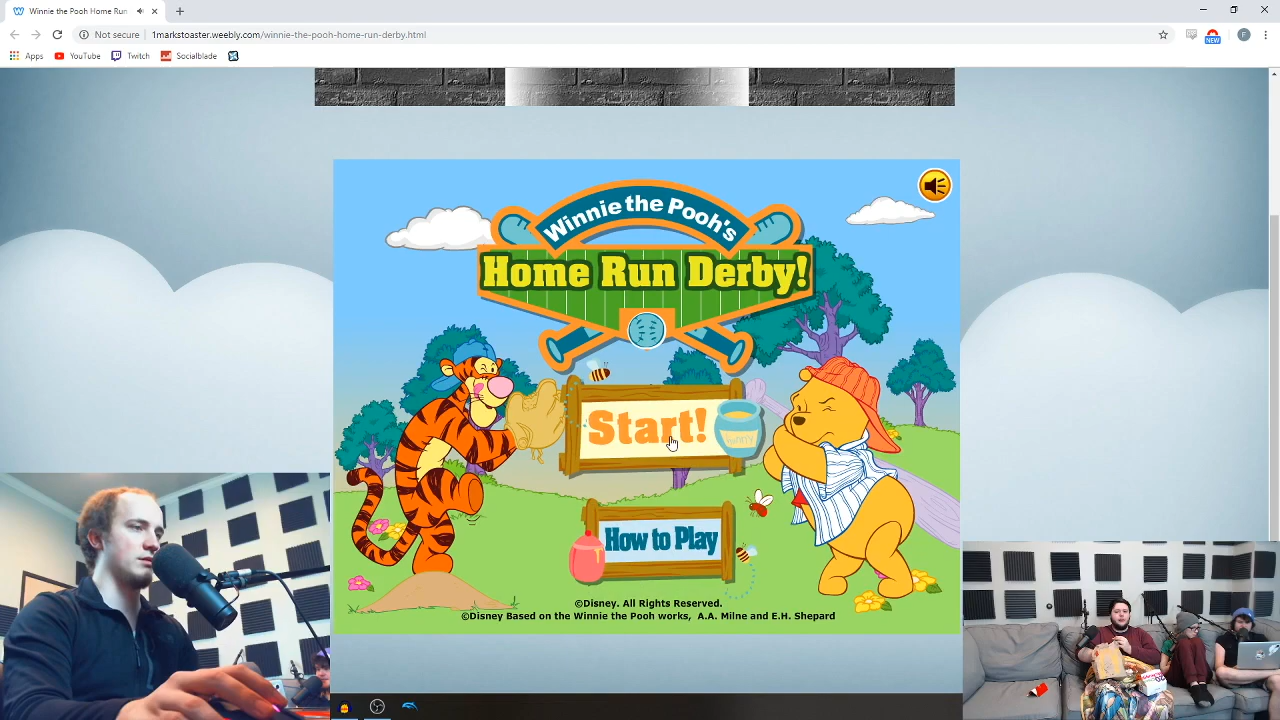 Winnie the Pooh Home Run
Not secure
1markstoaster.weebly.com/winnie-the-pooh-home-run-derby.html
NEW
F
Apps
YouTube
Twitch
Socialblade
Winnie the Pooh's
Home Run Derby!
Start!
HUNNY
How to Play
©Disney. All Rights Reserved.
©Disney Based on the Winnie the Pooh works, A.A. Milne and E.H. Shepard